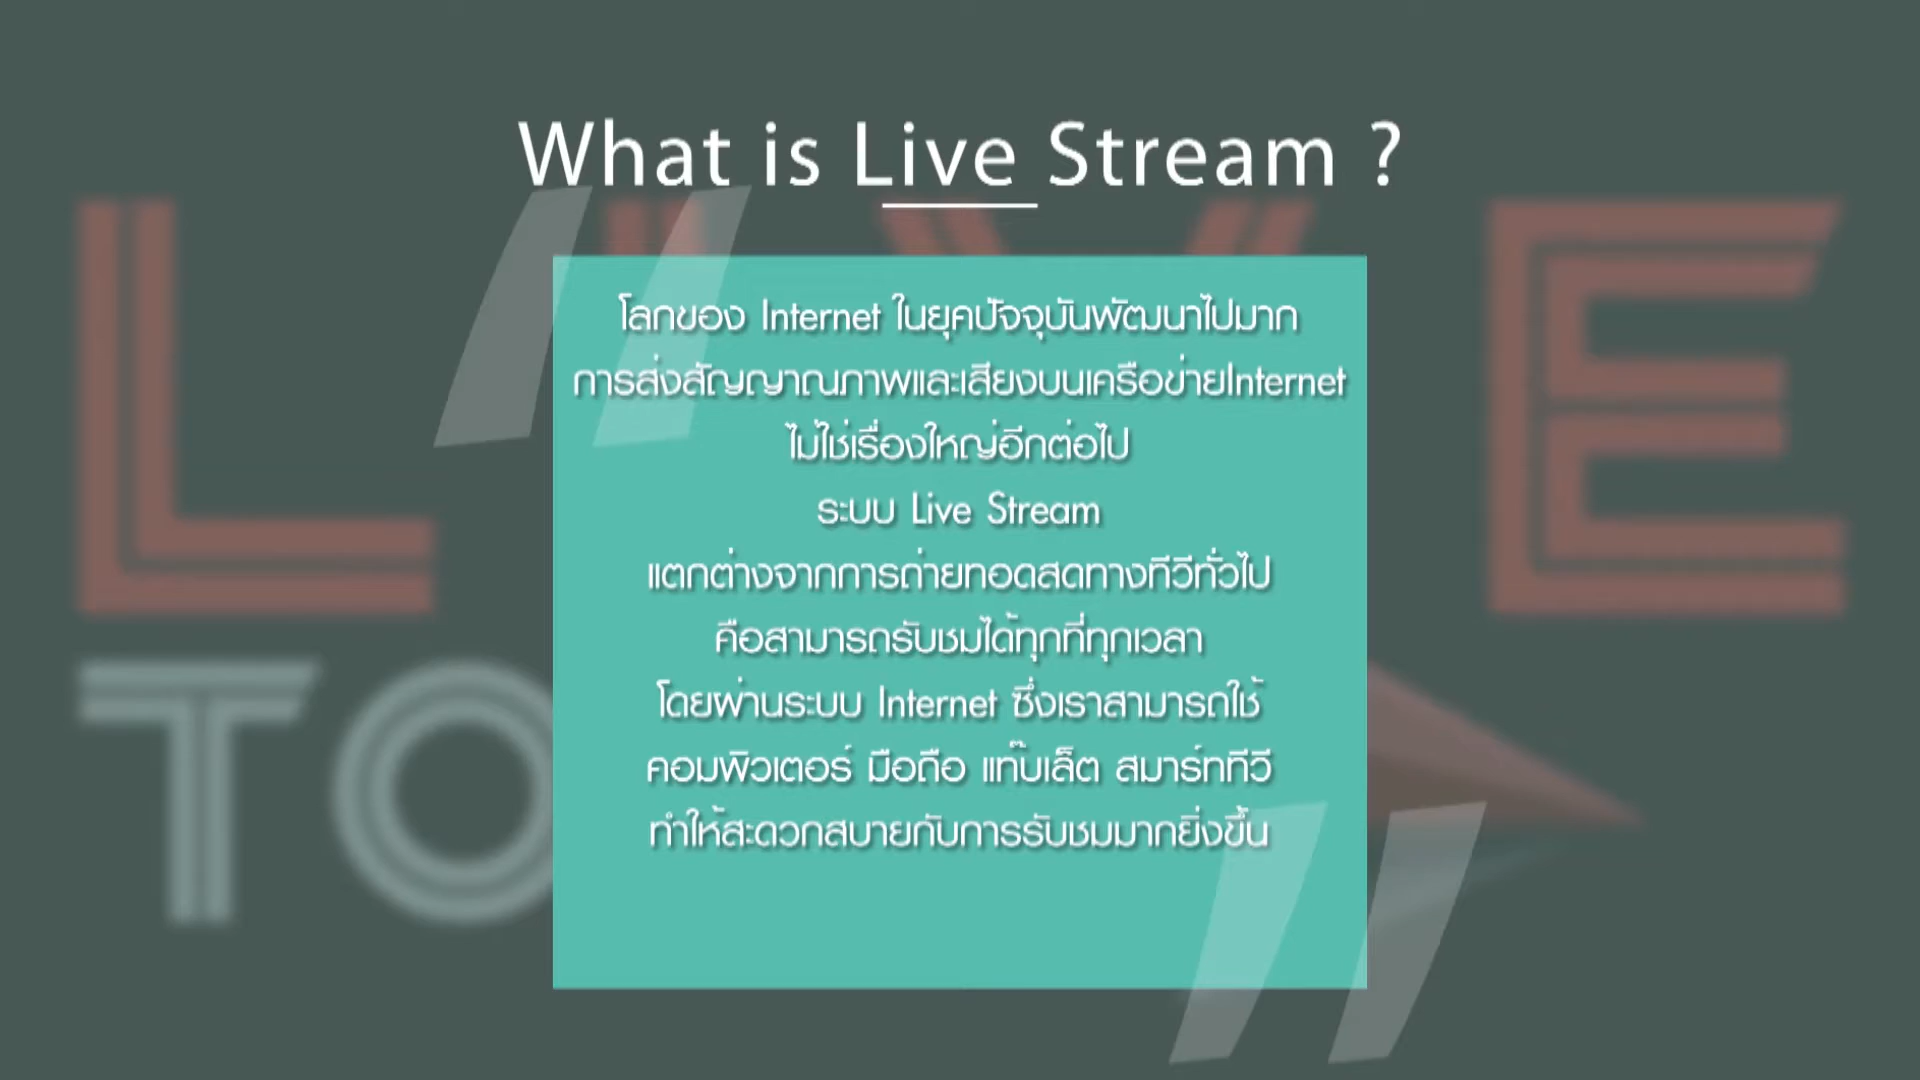 What is Live Stream ?
โลกของ Internet ในยุคปัจจุบันพัฒนาไปมาก
การส่งสัญญาณภาพและเสียงบนเครือข่ายInternet
ไม่ใช่เรื่องใหญ่อีกต่อไป
ระบบ Live Stream
แตกต่างจากการถ่ายทอดสดทางทีวีทั่วไป
คือสามารถรับชมได้ทุกที่ทุกเวลา
โดยผ่านระบบ Internet ซึ่งเราสามารถใช้
คอมพิวเตอร์ มือถือ แท๊บเล็ต สมาร์ททีวี
ทำให้สะดวกสบายกับการรับชมมากยิ่งขึ้น